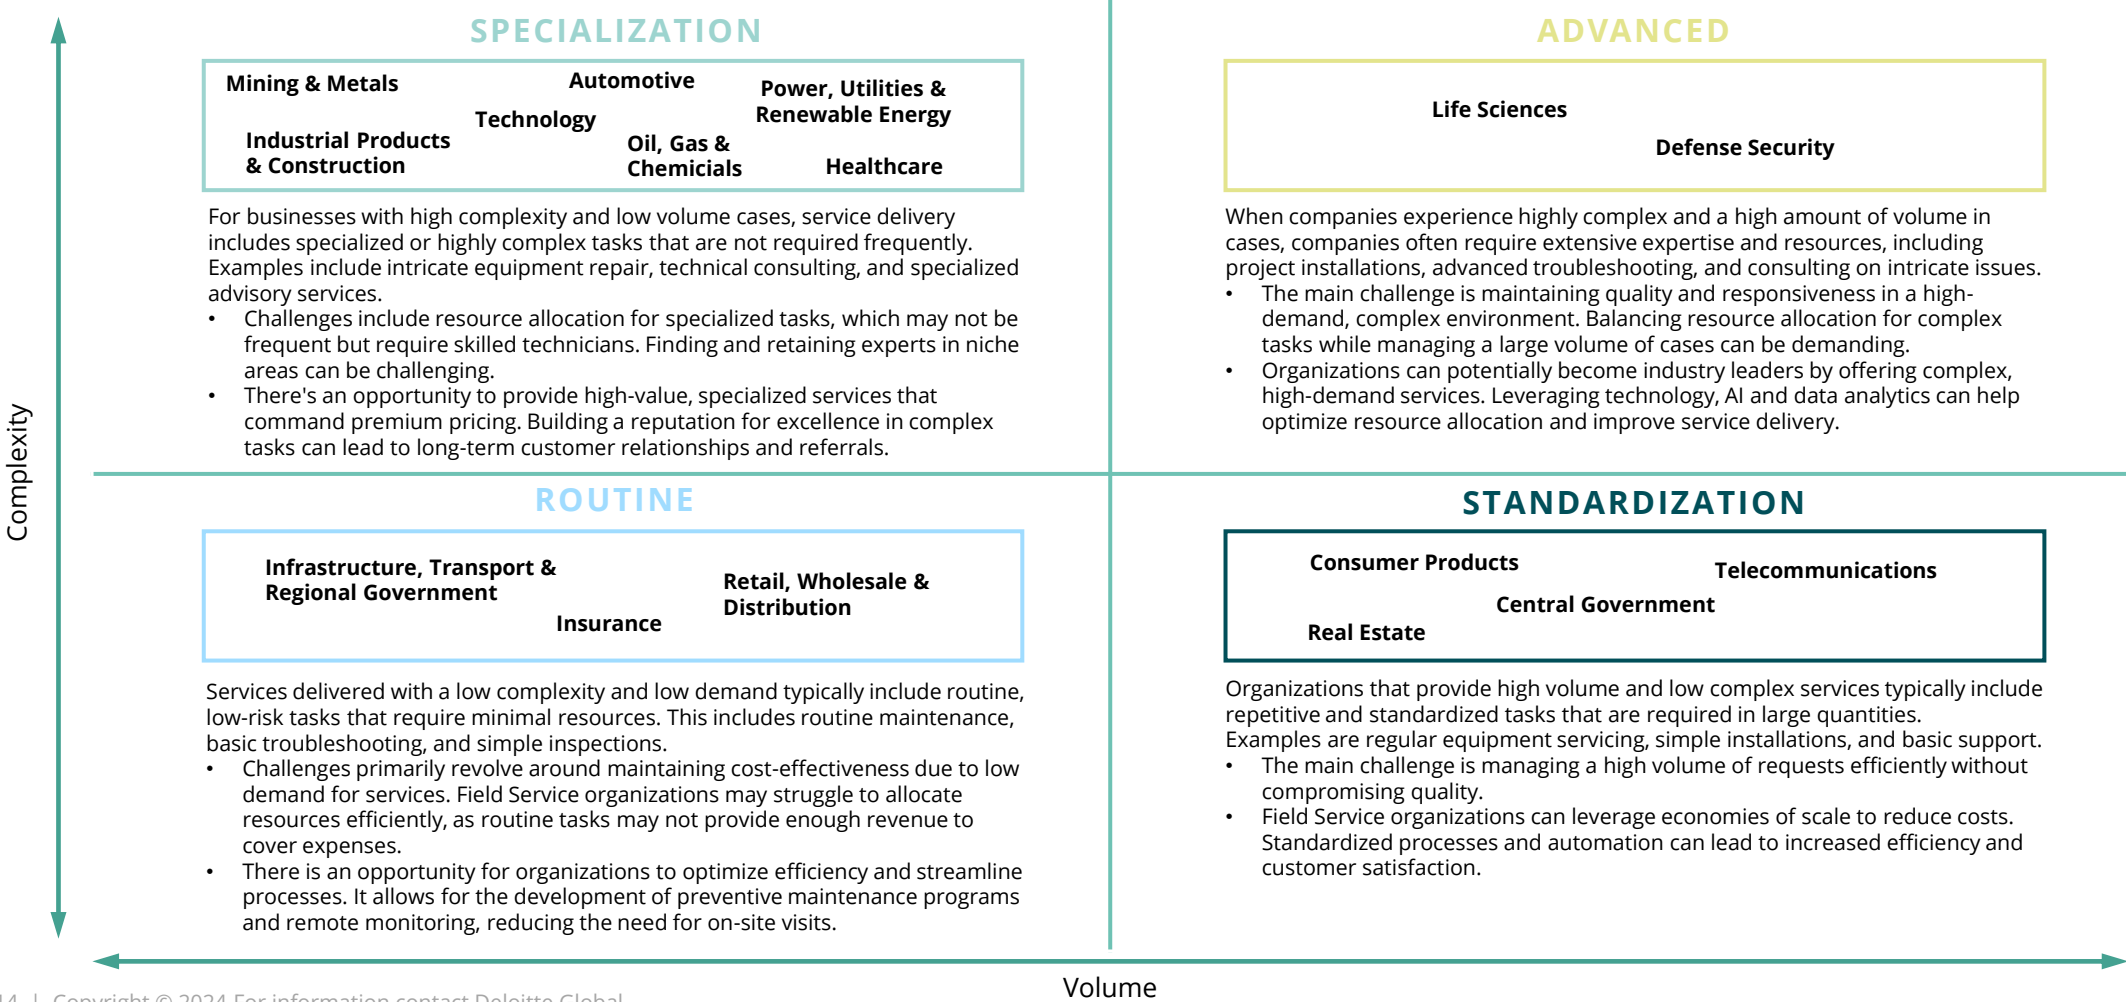 SPECIALIZATION
Mining & Metals
Automotive
Power, Utilities &
Renewable Energy
Technology
Industrial Products
& Construction
Oil, Gas &
Chemicials
Healthcare
For businesses with high complexity and low volume cases, service delivery
includes specialized or highly complex tasks that are not required frequently.
Examples include intricate equipment repair, technical consulting, and specialized
advisory services.
• Challenges include resource allocation for specialized tasks, which may not be
frequent but require skilled technicians. Finding and retaining experts in niche
areas can be challenging.
• There's an opportunity to provide high-value, specialized services that
command premium pricing. Building a reputation for excellence in complex
tasks can lead to long-term customer relationships and referrals.
ADVANCED
Life Sciences
Defense Security
When companies experience highly complex and a high amount of volume in
cases, companies often require extensive expertise and resources, including
project installations, advanced troubleshooting, and consulting on intricate issues.
• The main challenge is maintaining quality and responsiveness in a high-
demand, complex environment. Balancing resource allocation for complex
tasks while managing a large volume of cases can be demanding.
• Organizations can potentially become industry leaders by offering complex,
high-demand services. Leveraging technology, AI and data analytics can help
optimize resource allocation and improve service delivery.
Complexity
ROUTINE
Infrastructure, Transport &
Regional Government
Retail, Wholesale &
Distribution
Insurance
Services delivered with a low complexity and low demand typically include routine,
low-risk tasks that require minimal resources. This includes routine maintenance,
basic troubleshooting, and simple inspections.
• Challenges primarily revolve around maintaining cost-effectiveness due to low
demand for services. Field Service organizations may struggle to allocate
resources efficiently, as routine tasks may not provide enough revenue to
cover expenses.
• There is an opportunity for organizations to optimize efficiency and streamline
processes. It allows for the development of preventive maintenance programs
and remote monitoring, reducing the need for on-site visits.
STANDARDIZATION
Consumer Products
Telecommunications
Central Government
Real Estate
Organizations that provide high volume and low complex services typically include
repetitive and standardized tasks that are required in large quantities.
Examples are regular equipment servicing, simple installations, and basic support.
• The main challenge is managing a high volume of requests efficiently without
compromising quality.
• Field Service organizations can leverage economies of scale to reduce costs.
Standardized processes and automation can lead to increased efficiency and
customer satisfaction.
Volume
14 | Copyright © 2024 For information contact Deloitte Global